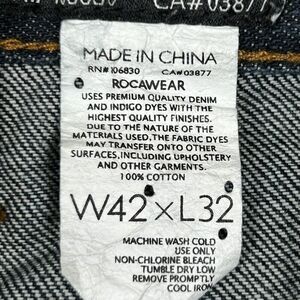 CA#03877
MADE IN CHINA
RN#106830 CA#03877
ROCAWEAR
USES PREMIUM QUALITY DENIM
AND INDIGO DYES WITH THE
HIGHEST QUALITY FINISHES.
DUE TO THE NATURE OF THE
MATERIALS USED,THE FABRIC DYES
MAY TRANSFER ONTO OTHER
SURFACES,INCLUDING UPHOLSTERY
AND OTHER GARMENTS.
100% COTTON
W42×L32
MACHINE WASH COLD
USE ONLY
NON-CHLORINE BLEACH
TUMBLE DRY LOW
REMOVE PROMPTLY
COOL IRON